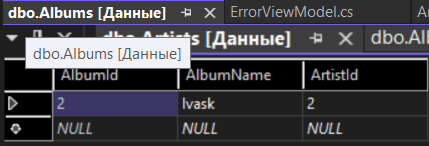 dbo.Albums [Данные] ErrorViewModel.cs
dbo.Artists [Данные] dbo.Al
dbo.Albums [Данные]
AlbumId AlbumName ArtistId
2 Ivask 2
NULL NULL NULL